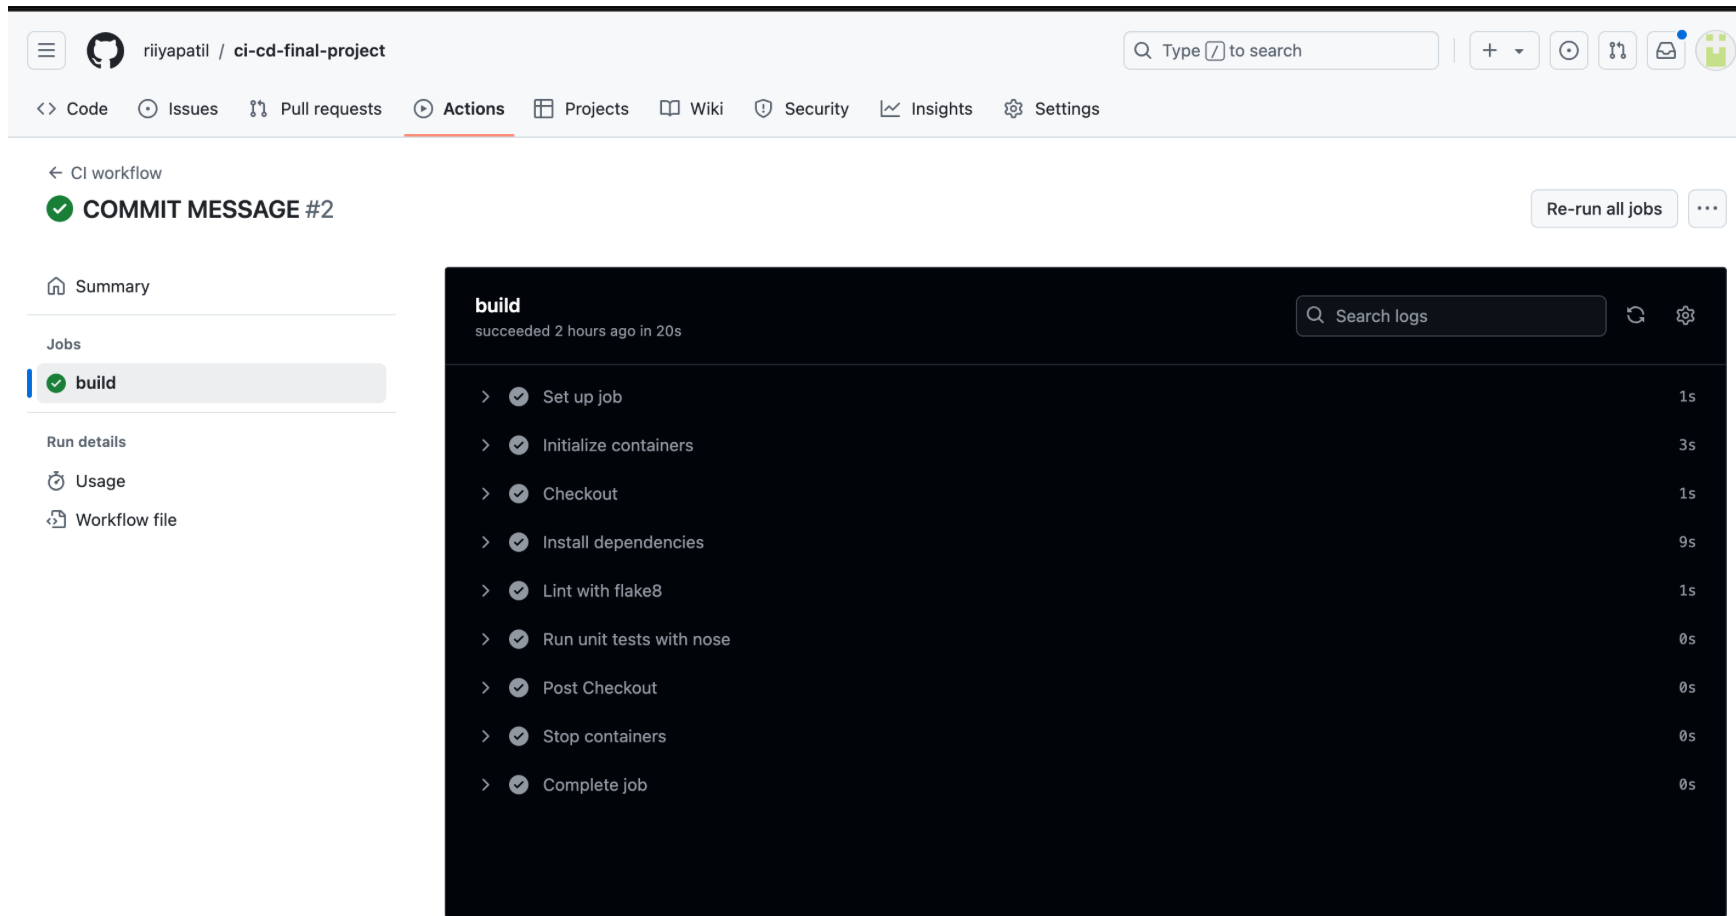 riiyapatil / ci-cd-final-project
Type / to search
Code Issues Pull requests Actions Projects Wiki Security Insights Settings
← CI workflow
COMMIT MESSAGE #2
Re-run all jobs
Summary
Jobs
build
Run details
Usage
Workflow file
build
succeeded 2 hours ago in 20s
Search logs
Set up job 1s
Initialize containers 3s
Checkout 1s
Install dependencies 9s
Lint with flake8 1s
Run unit tests with nose 0s
Post Checkout 0s
Stop containers 0s
Complete job 0s